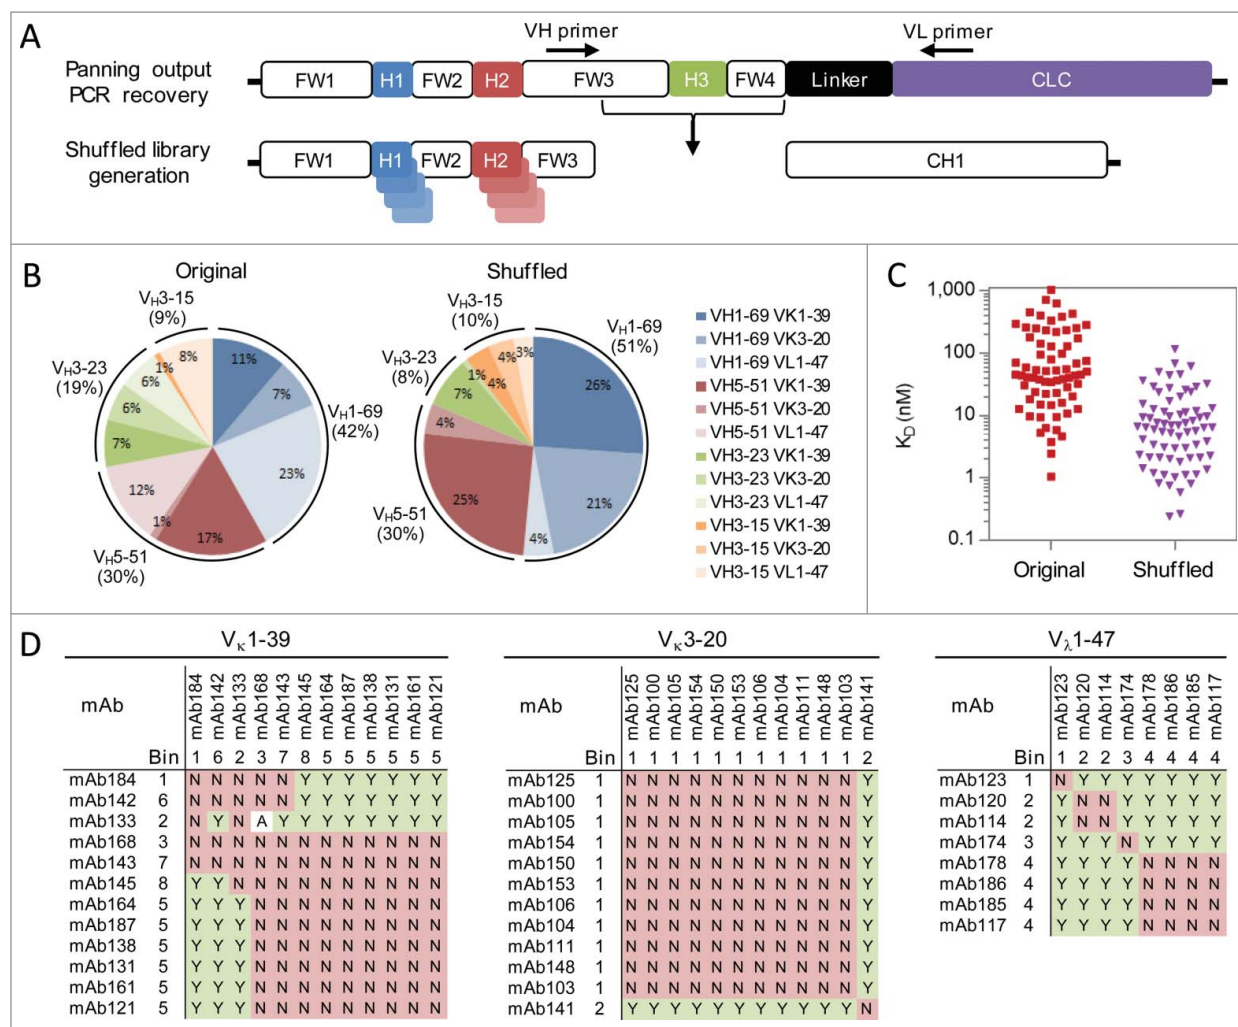 A
Panning output
PCR recovery
VH primer
VL primer
FW1 H1 FW2 H2 FW3 H3 FW4 Linker CLC
Shuffled library
generation
FW1 H1 FW2 H2 FW3 CH1
B
Original
VH3-15
(9%)
VH3-23
(19%)
VH5-51
(30%)
VH1-69
(42%)
11%
7%
23%
17%
1%
12%
7%
6%
6%
1%
8%
Shuffled
VH3-15
(10%)
VH3-23
(8%)
VH5-51
(30%)
VH1-69
(51%)
26%
21%
4%
25%
4%
7%
1%
4%
4%
3%
VH1-69 VK1-39
VH1-69 VK3-20
VH1-69 VL1-47
VH5-51 VK1-39
VH5-51 VK3-20
VH5-51 VL1-47
VH3-23 VK1-39
VH3-23 VK3-20
VH3-23 VL1-47
VH3-15 VK1-39
VH3-15 VK3-20
VH3-15 VL1-47
C
KD (nM)
1,000
100
10
1
0.1
Original
Shuffled
D
Vκ1-39
mAb mAb184 mAb142 mAb133 mAb168 mAb143 mAb145 mAb164 mAb187 mAb138 mAb131 mAb161 mAb121
Bin 1 6 2 3 7 8 5 5 5 5 5 5
mAb184 1 N N N N N Y Y Y Y Y Y Y
mAb142 6 N N N N N Y Y Y Y Y Y Y
mAb133 2 N Y N A Y Y Y Y Y Y Y Y
mAb168 3 N N N N N N N N N N N N
mAb143 7 N N N N N N N N N N N N
mAb145 8 Y Y N N N N N N N N N N
mAb164 5 Y Y Y N N N N N N N N N
mAb187 5 Y Y Y N N N N N N N N N
mAb138 5 Y Y Y N N N N N N N N N
mAb131 5 Y Y Y N N N N N N N N N
mAb161 5 Y Y Y N N N N N N N N N
mAb121 5 Y Y Y N N N N N N N N N
Vκ3-20
mAb mAb125 mAb100 mAb105 mAb154 mAb150 mAb153 mAb106 mAb104 mAb111 mAb148 mAb103 mAb141
Bin 1 1 1 1 1 1 1 1 1 1 1 2
mAb125 1 N N N N N N N N N N N Y
mAb100 1 N N N N N N N N N N N Y
mAb105 1 N N N N N N N N N N N Y
mAb154 1 N N N N N N N N N N N Y
mAb150 1 N N N N N N N N N N N Y
mAb153 1 N N N N N N N N N N N Y
mAb106 1 N N N N N N N N N N N Y
mAb104 1 N N N N N N N N N N N Y
mAb111 1 N N N N N N N N N N N Y
mAb148 1 N N N N N N N N N N N Y
mAb103 1 N N N N N N N N N N N Y
mAb141 2 Y Y Y Y Y Y Y Y Y Y Y N
Vλ1-47
mAb mAb123 mAb120 mAb114 mAb174 mAb178 mAb186 mAb185 mAb117
Bin 1 2 2 3 4 4 4 4
mAb123 1 N Y Y Y Y Y Y Y
mAb120 2 Y N N Y Y Y Y Y
mAb114 2 Y N N Y Y Y Y Y
mAb174 3 Y Y Y N Y Y Y Y
mAb178 4 Y Y Y Y N N N N
mAb186 4 Y Y Y Y N N N N
mAb185 4 Y Y Y Y N N N N
mAb117 4 Y Y Y Y N N N N